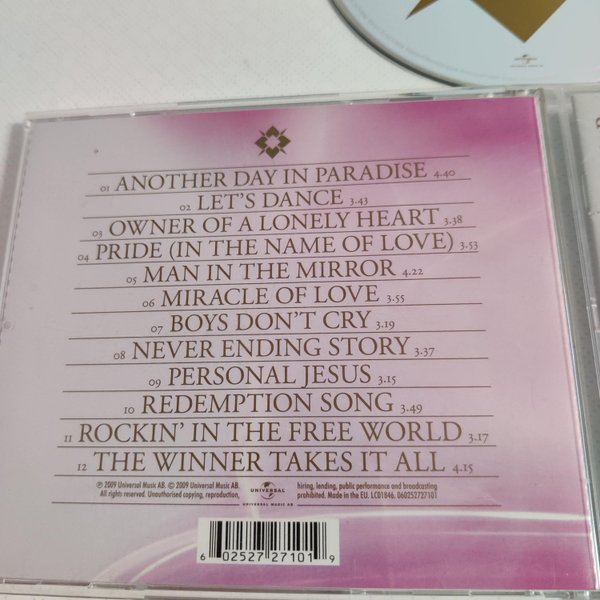 01 ANOTHER DAY IN PARADISE 4.40
02 LET'S DANCE 3.43
03 OWNER OF A LONELY HEART 3.38
04 PRIDE (IN THE NAME OF LOVE) 3.53
05 MAN IN THE MIRROR 4.22
06 MIRACLE OF LOVE 3.55
07 BOYS DON'T CRY 3.19
08 NEVER ENDING STORY 3.37
09 PERSONAL JESUS 3.15
10 REDEMPTION SONG 3.49
11 ROCKIN' IN THE FREE WORLD 3.17
12 THE WINNER TAKES IT ALL 4.15
℗ 2009 Universal Music AB. © 2009 Universal Music AB.
All rights reserved. Unauthorised copying, reproduction,
UNIVERSAL
UNIVERSAL MUSIC AB
hiring, lending, public performance and broadcasting
prohibited. Made in the EU. LC01846. 060252727101
6 02527 27101 9